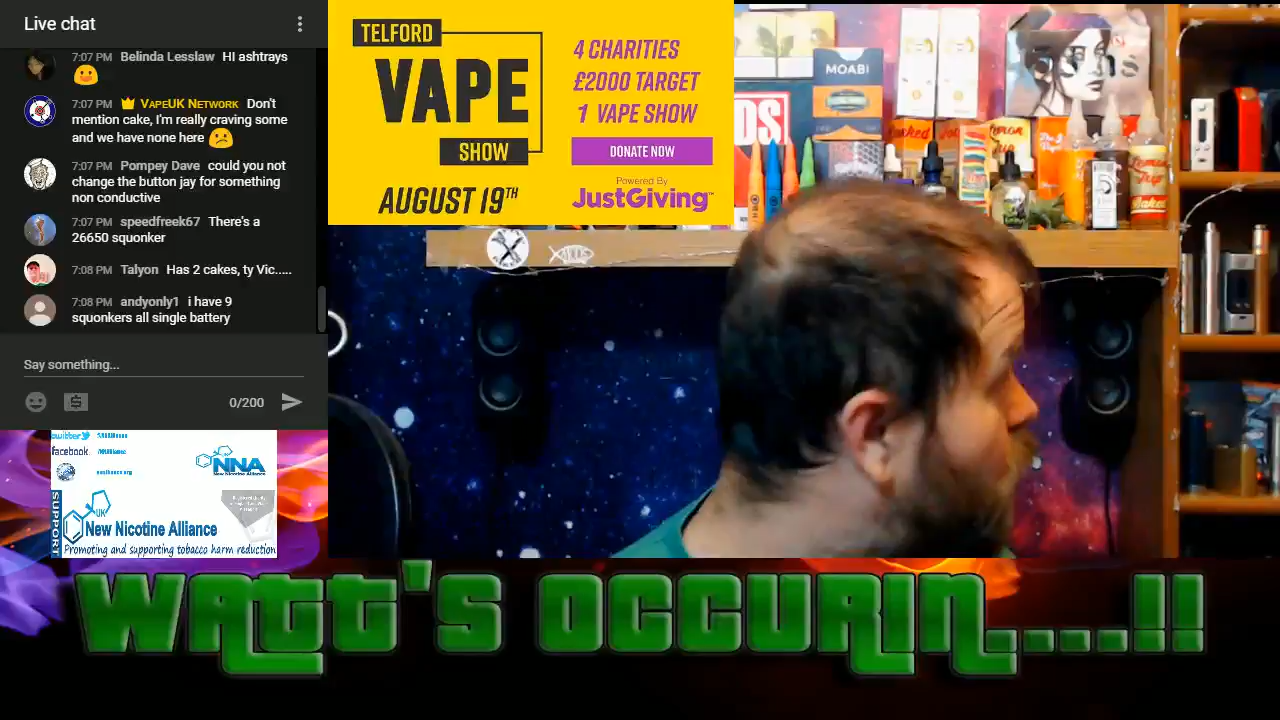 Live chat
7:07 PM Belinda Lesslaw HI ashtrays
7:07 PM VAPEUK NETWORK Don't
mention cake, I'm really craving some
and we have none here
7:07 PM Pompey Dave could you not
change the button jay for something
non conductive
7:07 PM speedfreek67 There's a
26650 squonker
7:08 PM Talyon Has 2 cakes, ty Vic.....
7:08 PM andyonly1 i have 9
squonkers all single battery
Say something...
0/200
TELFORD
VAPE
SHOW
AUGUST 19TH
4 CHARITIES
£2000 TARGET
1 VAPE SHOW
DONATE NOW
Powered By
JustGiving™
MOABI
twitter
facebook
NNA
New Nicotine Alliance
SUPPORT
UK
New Nicotine Alliance
Promoting and supporting tobacco harm reduction
WATT'S OCCURIN....!!